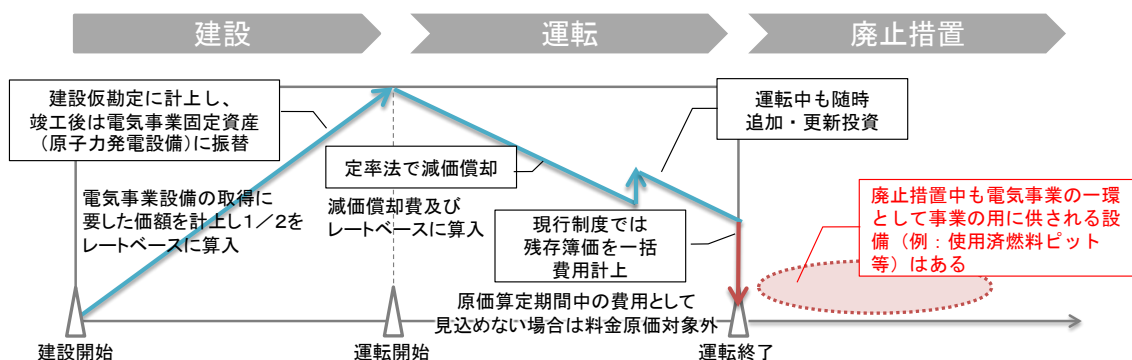 建設
運転
廃止措置
建設仮勘定に計上し、
竣工後は電気事業固定資産
(原子力発電設備)に振替
運転中も随時
追加・更新投資
定率法で減価償却
電気事業設備の取得に
要した価額を計上し1／2を
レートベースに算入
減価償却費及び
レートベースに算入
現行制度では
残存簿価を一括
費用計上
廃止措置中も電気事業の一環
として事業の用に供される設
備（例：使用済燃料ピット
等）はある
原価算定期間中の費用として
見込めない場合は料金原価対象外
建設開始
運転開始
運転終了